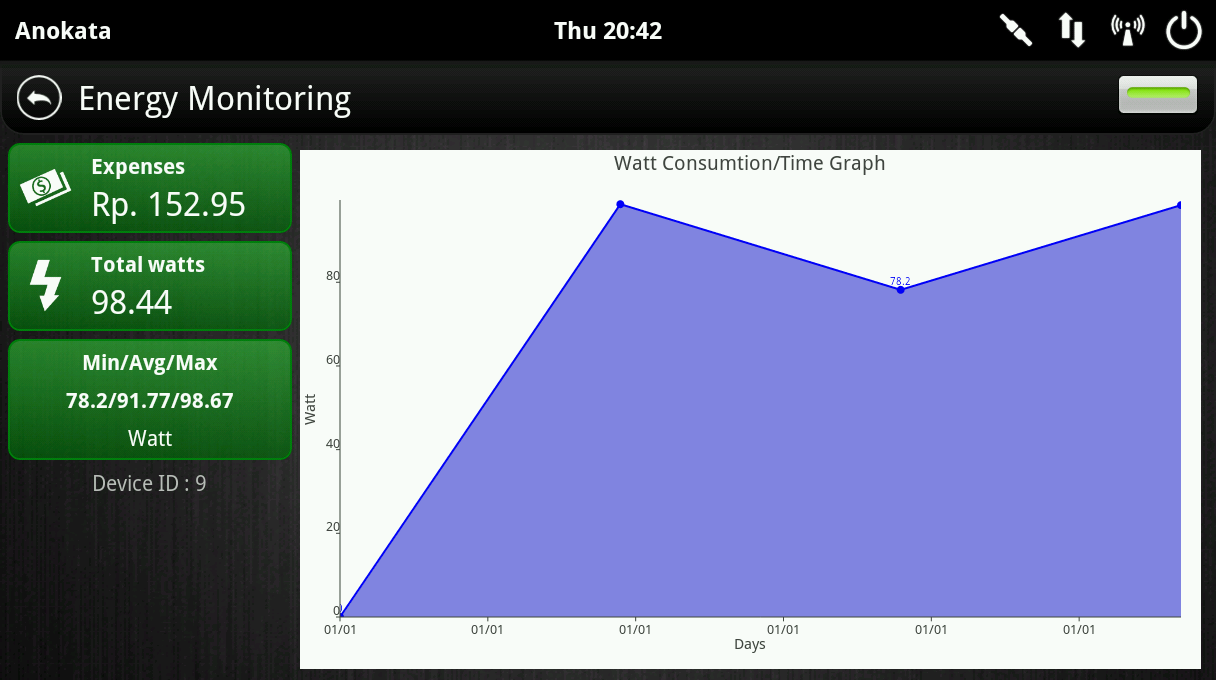 Anokata
Thu 20:42
Energy Monitoring
Expenses
Rp. 152.95
Total watts
98.44
Min/Avg/Max
78.2/91.77/98.67
Watt
Device ID : 9
Watt Consumtion/Time Graph
80
60
40
20
0
Watt
78.2
01/01 01/01 01/01 01/01 01/01 01/01
Days